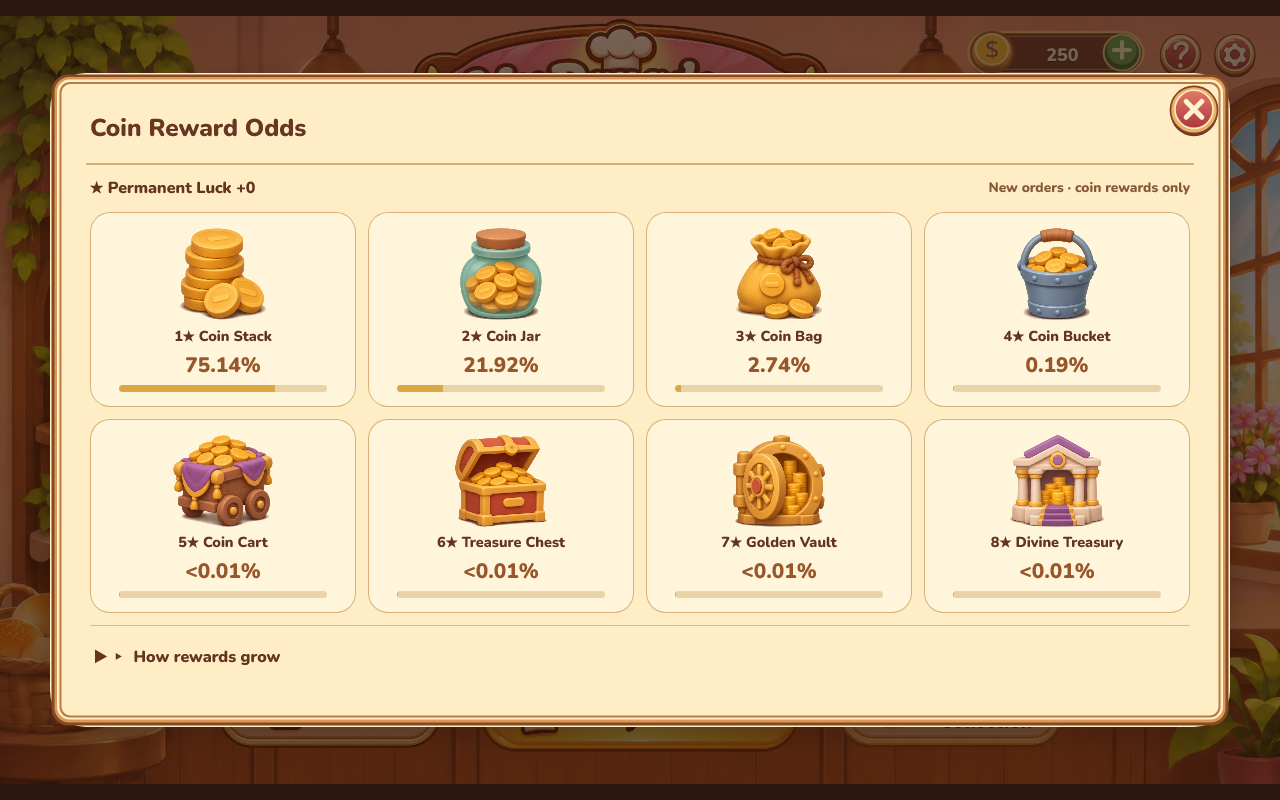 250
Coin Reward Odds
★ Permanent Luck +0
New orders · coin rewards only
1★ Coin Stack
75.14%
2★ Coin Jar
21.92%
3★ Coin Bag
2.74%
4★ Coin Bucket
0.19%
5★ Coin Cart
<0.01%
6★ Treasure Chest
<0.01%
7★ Golden Vault
<0.01%
8★ Divine Treasury
<0.01%
How rewards grow